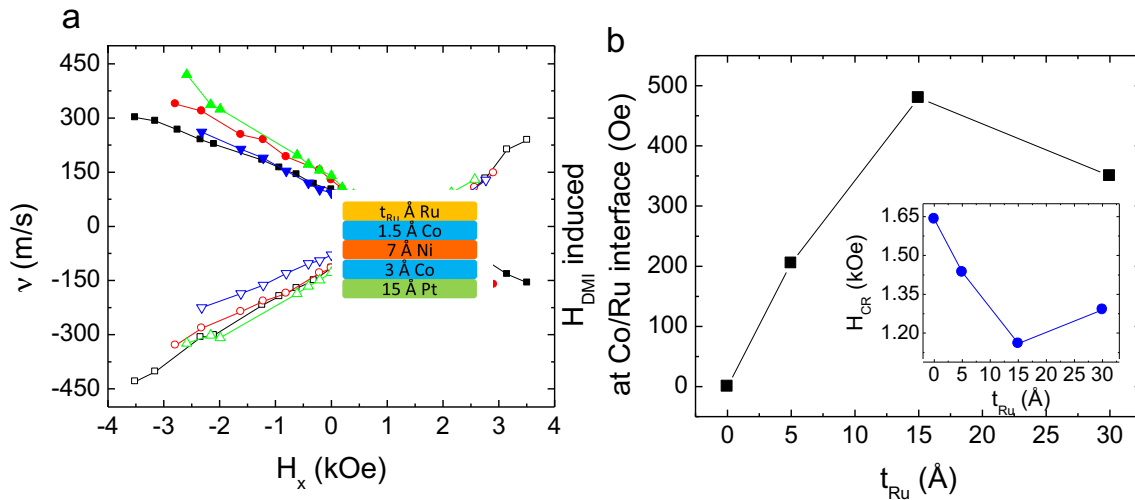 a
450
300
150
0
-150
-300
-450
ν (m/s)
-4 -3 -2 -1 0 1 2 3 4
H_x (kOe)
t_Ru Å Ru
1.5 Å Co
7 Å Ni
3 Å Co
15 Å Pt
b
H_DMI induced
at Co/Ru interface (Oe)
500
400
300
200
100
0
0 5 10 15 20 25 30
t_Ru (Å)
1.65
1.50
1.35
1.20
H_CR (kOe)
0 5 10 15 20 25 30
t_Ru (Å)